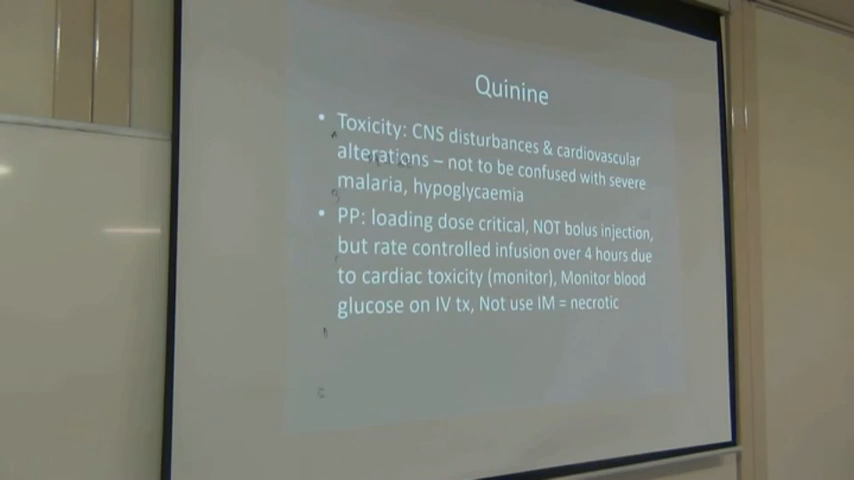 Quinine
• Toxicity: CNS disturbances & cardiovascular
alterations – not to be confused with severe
malaria, hypoglycaemia
• PP: loading dose critical, NOT bolus injection,
but rate controlled infusion over 4 hours due
to cardiac toxicity (monitor), Monitor blood
glucose on IV tx, Not use IM = necrotic